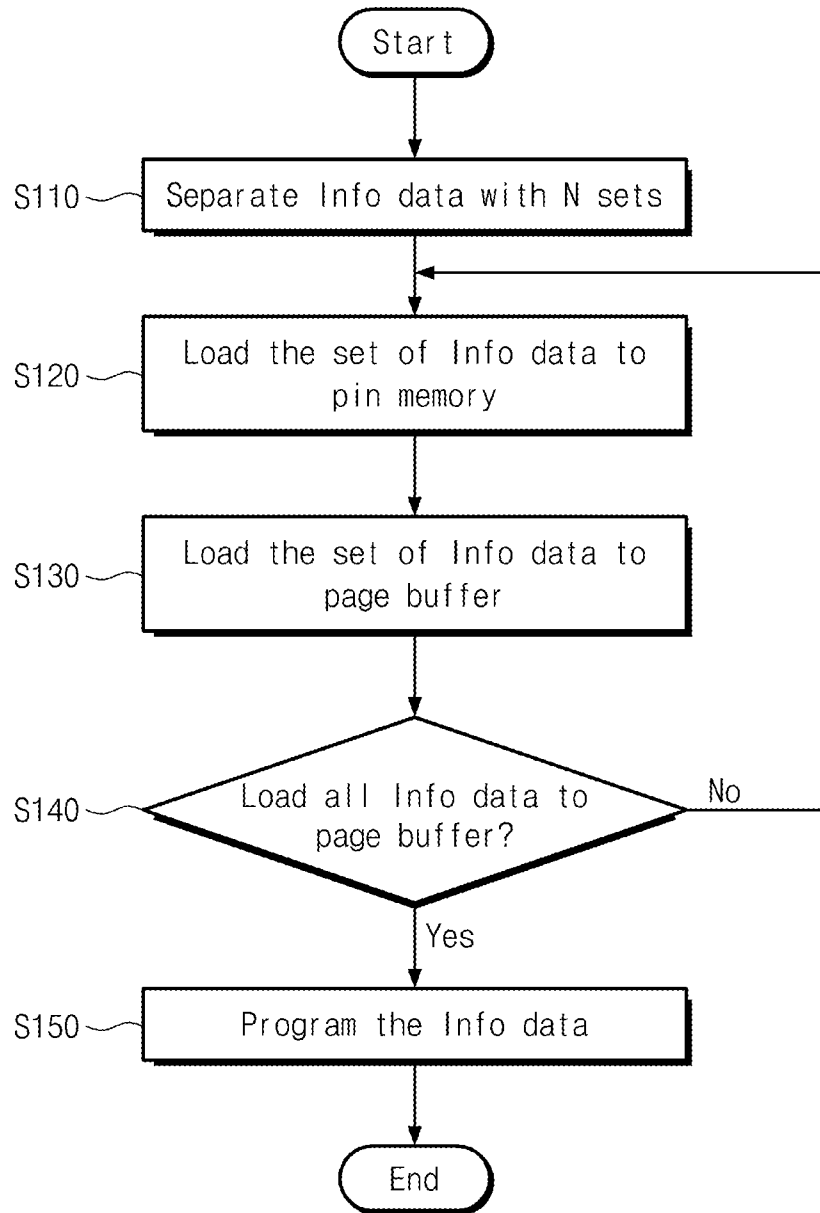 Start
S110
Separate Info data with N sets
S120
Load the set of Info data to
pin memory
S130
Load the set of Info data to
page buffer
S140
Load all Info data to
page buffer?
No
Yes
S150
Program the Info data
End